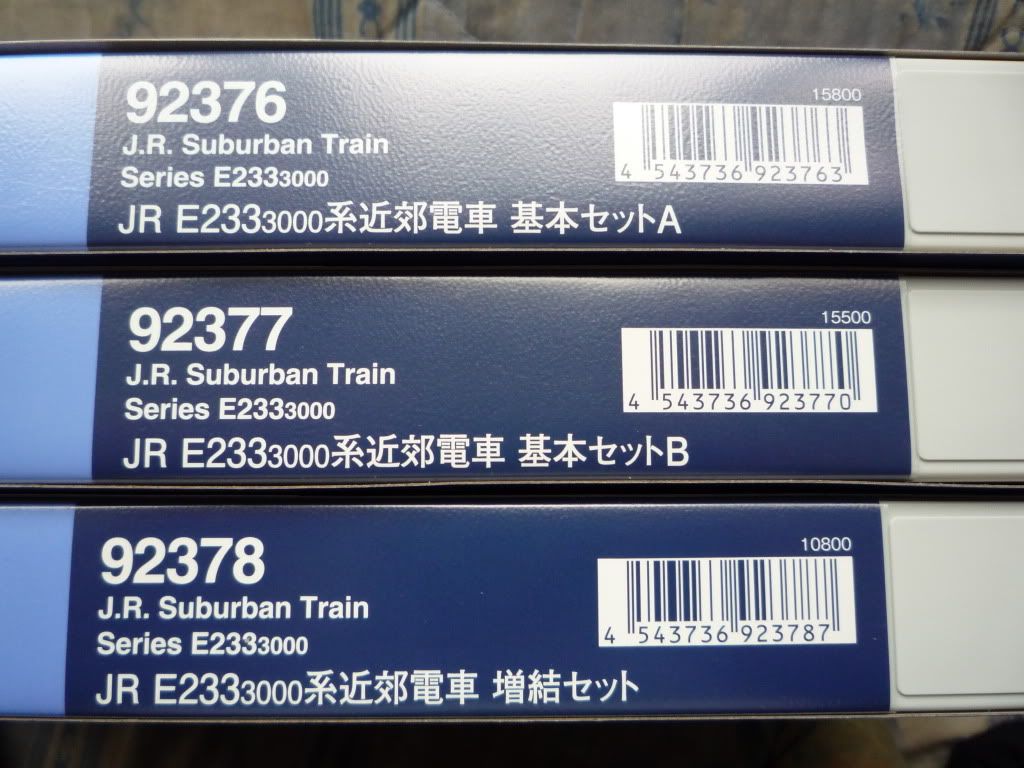 92376
15800
J.R. Suburban Train
Series E2333000
4 543736 923763
JR E2333000系近郊電車 基本セットA
92377
15500
J.R. Suburban Train
Series E2333000
4 543736 923770
JR E2333000系近郊電車 基本セットB
92378
10800
J.R. Suburban Train
Series E2333000
4 543736 923787
JR E2333000系近郊電車 増結セット